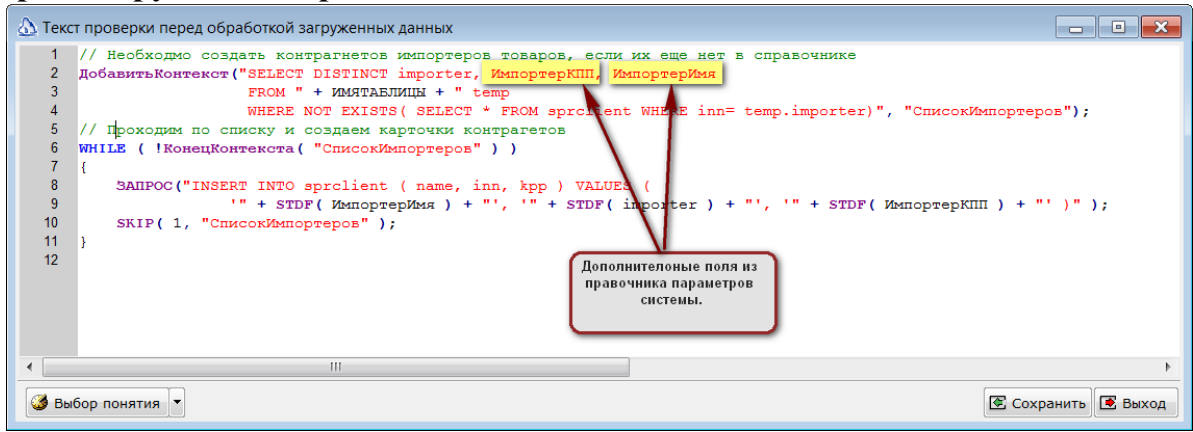 Текст проверки перед обработкой загруженных данных
1 // Необходмо создать контрагнетов импортеров товаров, если их еще нет в справочнике
2 ДобавитьКонтекст("SELECT DISTINCT importer, ИмпортерКПП, ИмпортерИмя
3 FROM " + ИМЯТАБЛИЦЫ + " temp
4 WHERE NOT EXISTS( SELECT * FROM sprclient WHERE inn= temp.importer)", "СписокИмпортеров");
5 // Проходим по списку и создаем карточки контрагетов
6 WHILE ( !КонецКонтекста( "СписокИмпортеров" ) )
7 {
8 ЗАПРОС("INSERT INTO sprclient ( name, inn, kpp ) VALUES (
9 '" + STDF( ИмпортерИмя ) + "', '" + STDF( importer ) + "', '" + STDF( ИмпортерКПП ) + "' )" );
10 SKIP( 1, "СписокИмпортеров" );
11 }
12
Дополнителоные поля из
правочника параметров
системы.
Выбор понятия
Сохранить
Выход